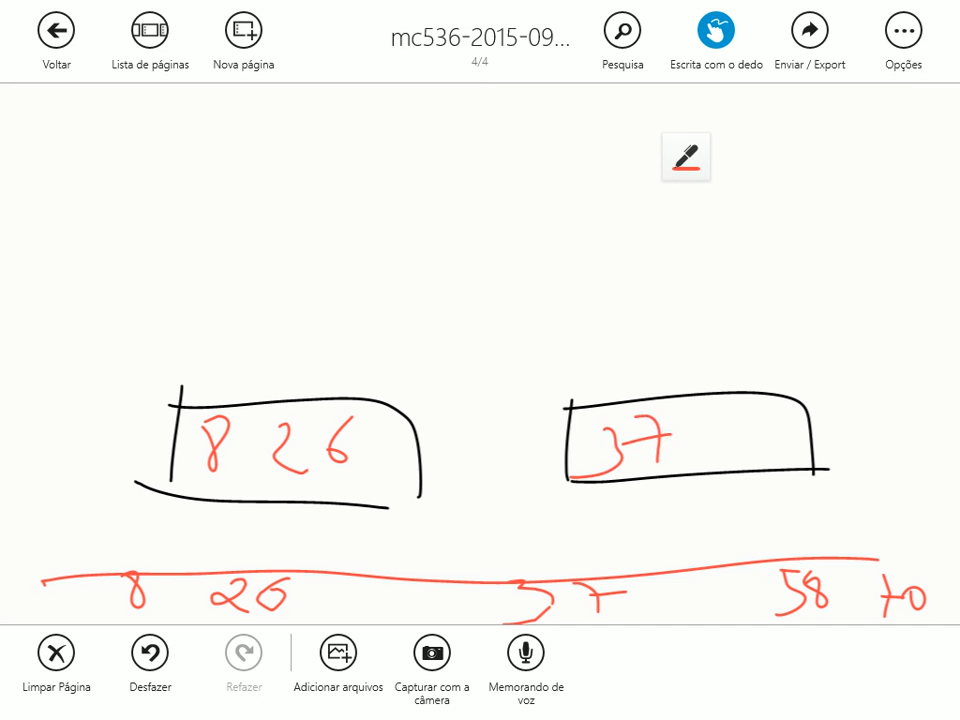 mc536-2015-09...
4/4
Voltar
Lista de páginas
Nova página
Pesquisa
Escrita com o dedo
Enviar / Export
Opções
8 26
37
8 26 37 58 70
Limpar Página
Desfazer
Refazer
Adicionar arquivos
Capturar com a
câmera
Memorando de
voz